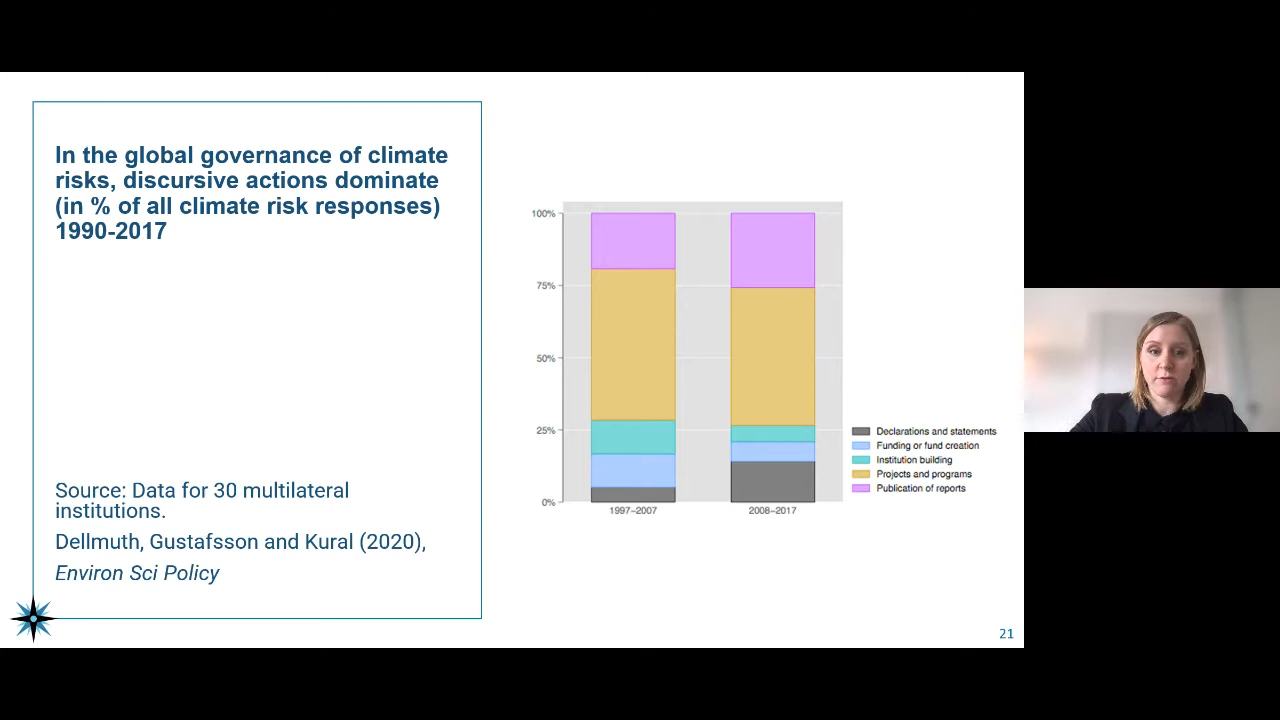 In the global governance of climate
risks, discursive actions dominate
(in % of all climate risk responses)
1990-2017
Source: Data for 30 multilateral
institutions.
Dellmuth, Gustafsson and Kural (2020),
Environ Sci Policy
100%
75%
50%
25%
0%
1997–2007
2008–2017
Declarations and statements
Funding or fund creation
Institution building
Projects and programs
Publication of reports
21